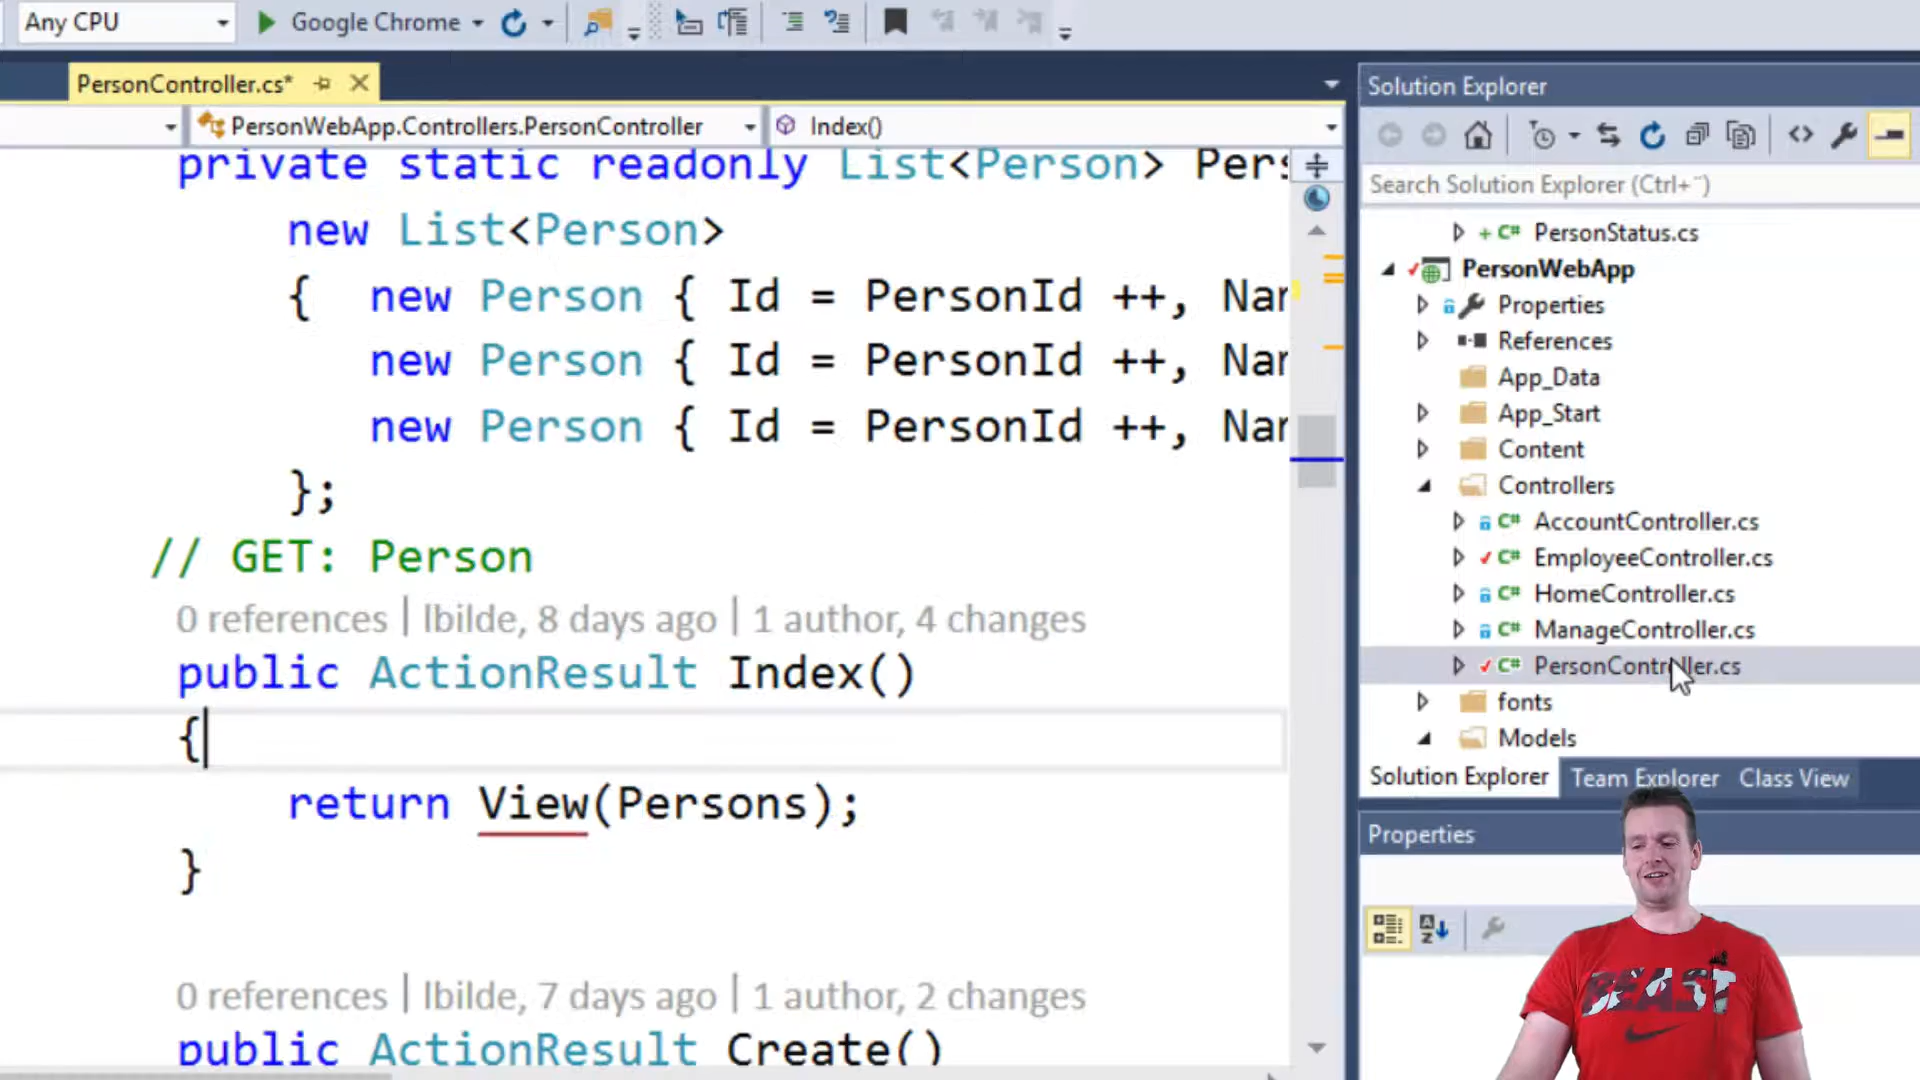 Any CPU
Google Chrome
PersonController.cs*
PersonWebApp.Controllers.PersonController
Index()
private static readonly List<Person> Pers
new List<Person>
{ new Person { Id = PersonId ++, Nam
new Person { Id = PersonId ++, Nam
new Person { Id = PersonId ++, Nam
};
// GET: Person
0 references | lbilde, 8 days ago | 1 author, 4 changes
public ActionResult Index()
{
return View(Persons);
}
0 references | lbilde, 7 days ago | 1 author, 2 changes
public ActionResult Create()
Solution Explorer
Search Solution Explorer (Ctrl+¨)
+ C# PersonStatus.cs
PersonWebApp
Properties
References
App_Data
App_Start
Content
Controllers
C# AccountController.cs
C# EmployeeController.cs
C# HomeController.cs
C# ManageController.cs
C# PersonController.cs
fonts
Models
Solution Explorer Team Explorer Class View
Properties
BEAST